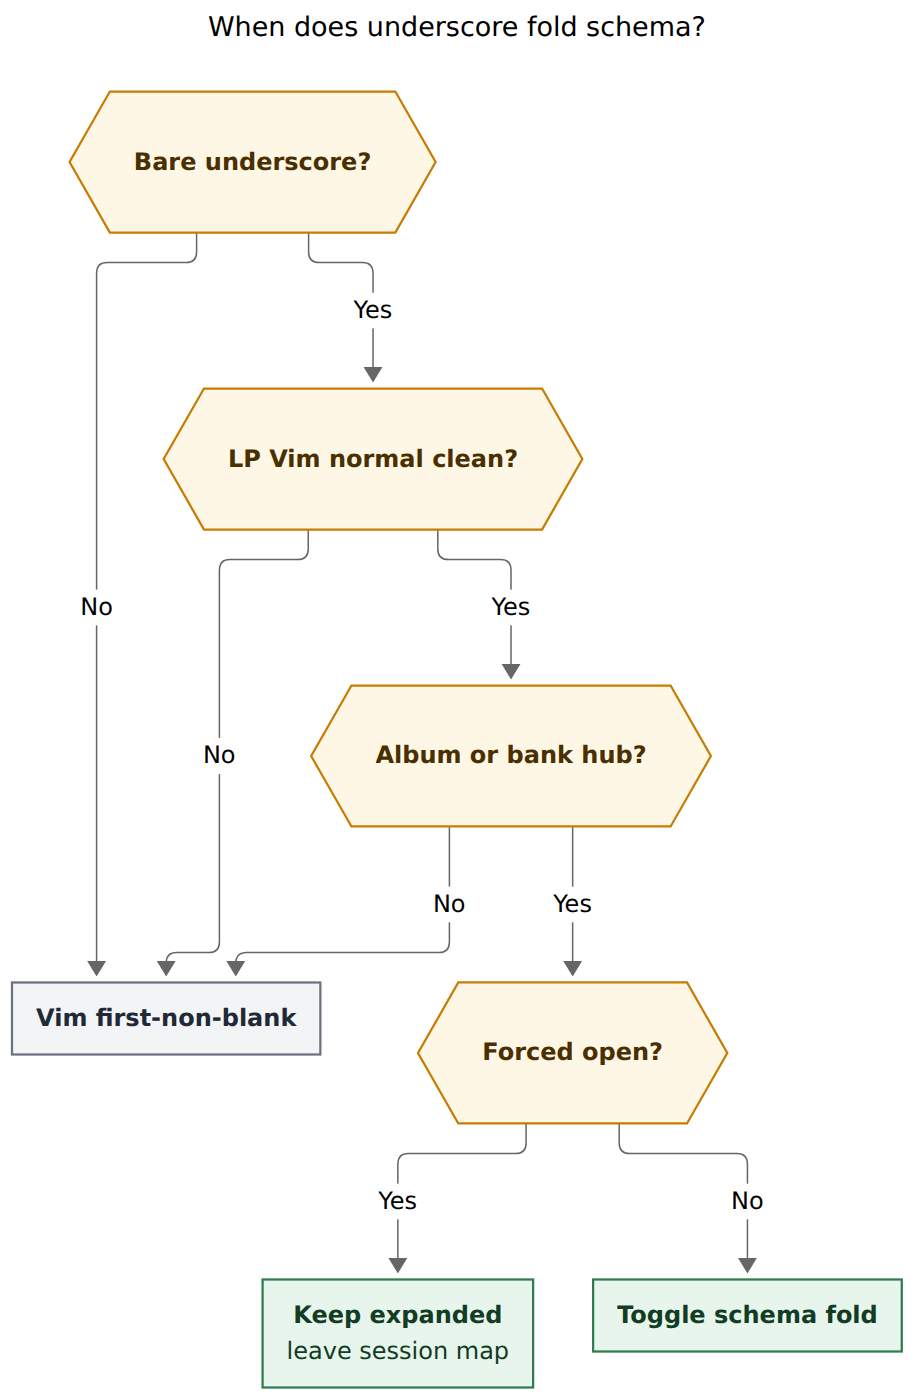 When does underscore fold schema?
Bare underscore?
Yes
LP Vim normal clean?
No
Yes
No
Album or bank hub?
No
Yes
Vim first-non-blank
Forced open?
Yes
No
Keep expanded
leave session map
Toggle schema fold